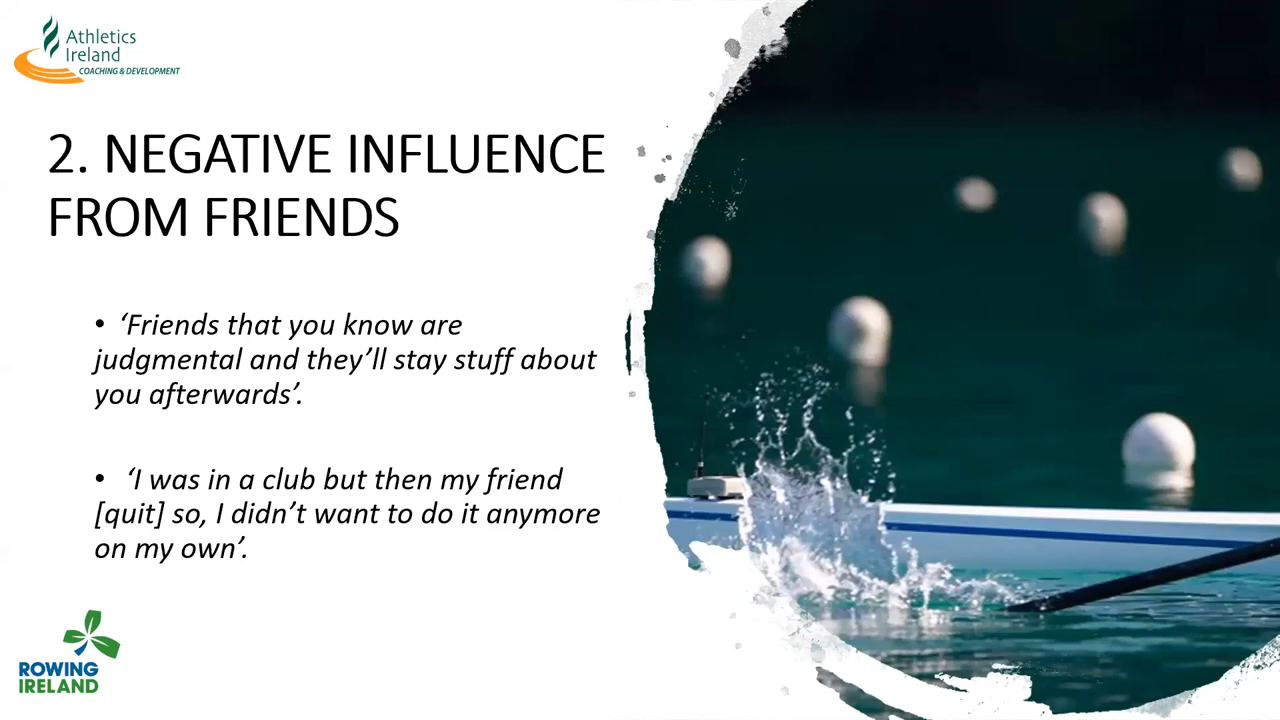 Athletics
Ireland
COACHING & DEVELOPMENT
2. NEGATIVE INFLUENCE
FROM FRIENDS
• ‘Friends that you know are
judgmental and they’ll stay stuff about
you afterwards’.
• ‘I was in a club but then my friend
[quit] so, I didn’t want to do it anymore
on my own’.
ROWING
IRELAND